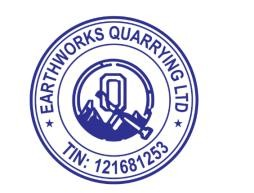 ★ EARTHWORKS QUARRYING LTD ★
Q
TIN: 121681253